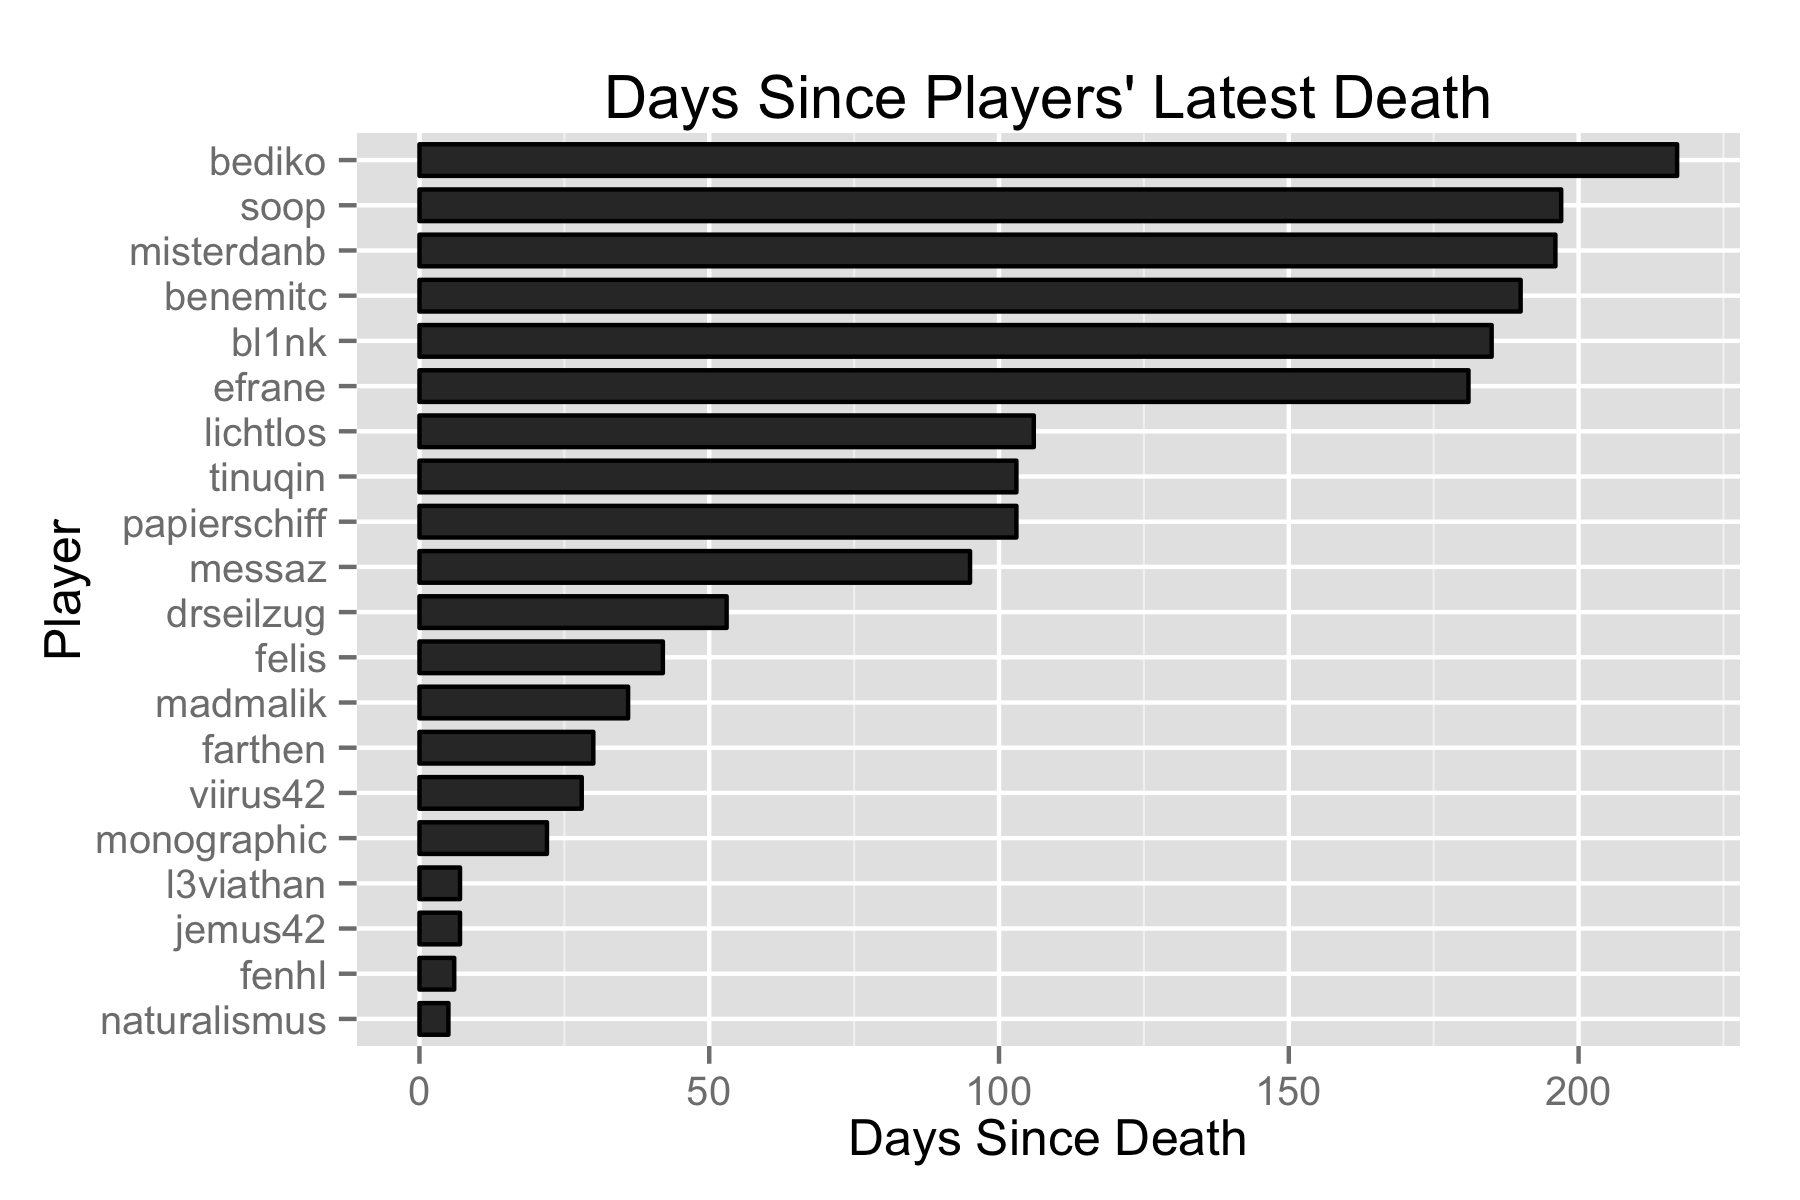 Days Since Players' Latest Death
Player
bediko
soop
misterdanb
benemitc
bl1nk
efrane
lichtlos
tinuqin
papierschiff
messaz
drseilzug
felis
madmalik
farthen
viirus42
monographic
l3viathan
jemus42
fenhl
naturalismus
0 50 100 150 200
Days Since Death